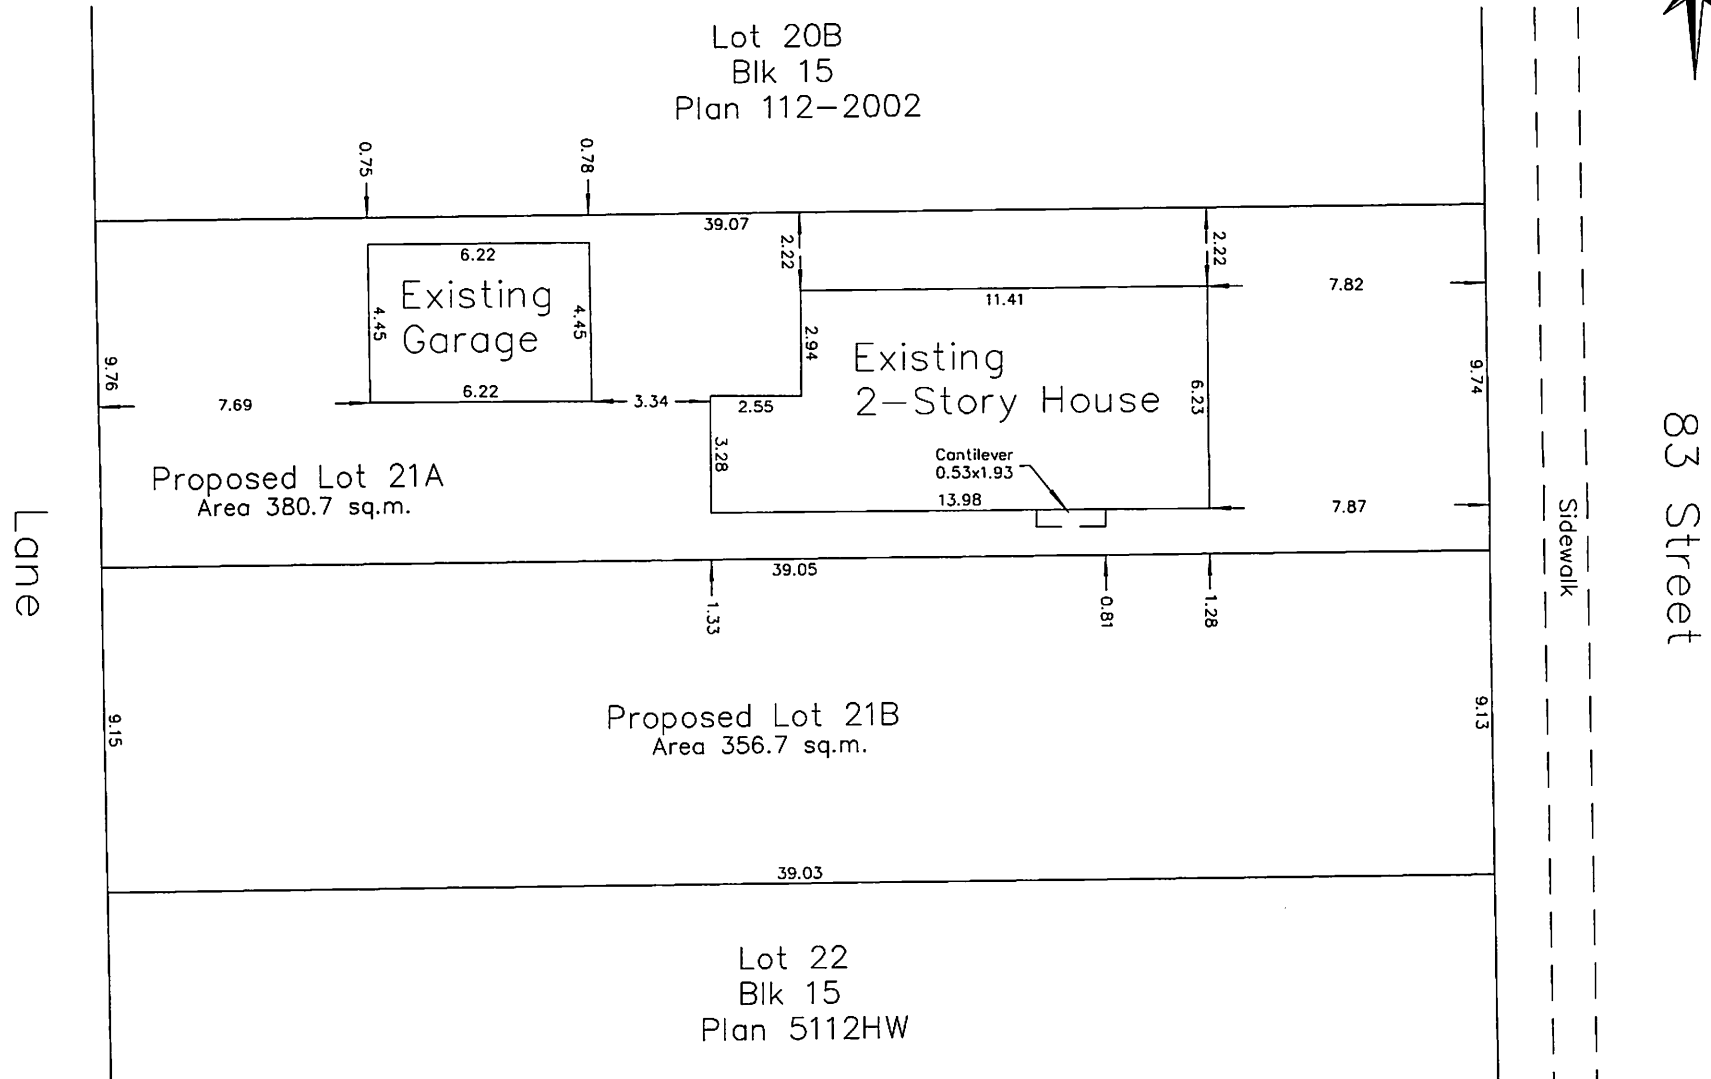 Lot 20B
Blk 15
Plan 112-2002
0.75
0.78
39.07
2.22
2.22
7.82
6.22
Existing
Garage
4.45
4.45
6.22
11.41
2.94
Existing
2-Story House
6.23
9.76
9.74
7.69
3.34
2.55
3.28
Cantilever
0.53x1.93
13.98
7.87
Proposed Lot 21A
Area 380.7 sq.m.
83 Street
Sidewalk
Lane
39.05
1.33
0.81
1.28
Proposed Lot 21B
Area 356.7 sq.m.
9.15
9.13
39.03
Lot 22
Blk 15
Plan 5112HW